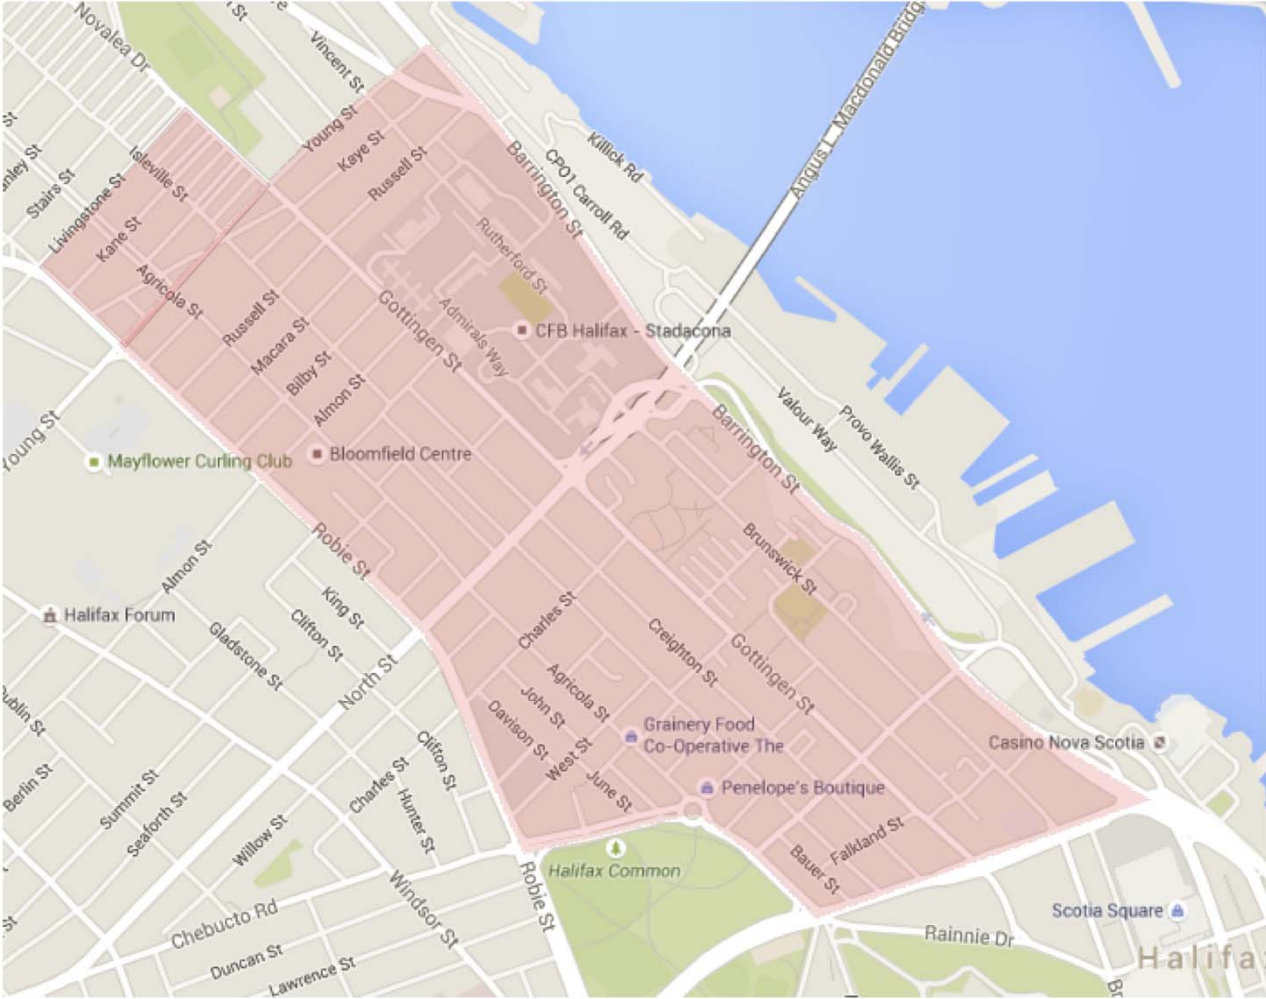 Novalea Dr
Vincent St
Young St
Kaye St
Russell St
Isleville St
Stairs St
Livingstone St
Kane St
Agricola St
Barrington St
CPO1 Carroll Rd
Killick Rd
Angus L. Macdonald Bridge
Rutherford St
Admirals Way
CFB Halifax - Stadacona
Gottingen St
Russell St
Macara St
Bilby St
Almon St
Bloomfield Centre
Young St
Mayflower Curling Club
Barrington St
Valour Way
Provo Wallis St
Robie St
Almon St
Halifax Forum
King St
Clifton St
Gladstone St
North St
Brunswick St
Charles St
Creighton St
Gottingen St
Agricola St
John St
Davison St
West St
June St
Grainery Food
Co-Operative The
Penelope's Boutique
Casino Nova Scotia
Berlin St
Summit St
Seaforth St
Clifton St
Charles St
Hunter St
Willow St
Windsor St
Chebucto Rd
Duncan St
Lawrence St
Robie St
Halifax Common
Bauer St
Falkland St
Rainnie Dr
Scotia Square
Halifa